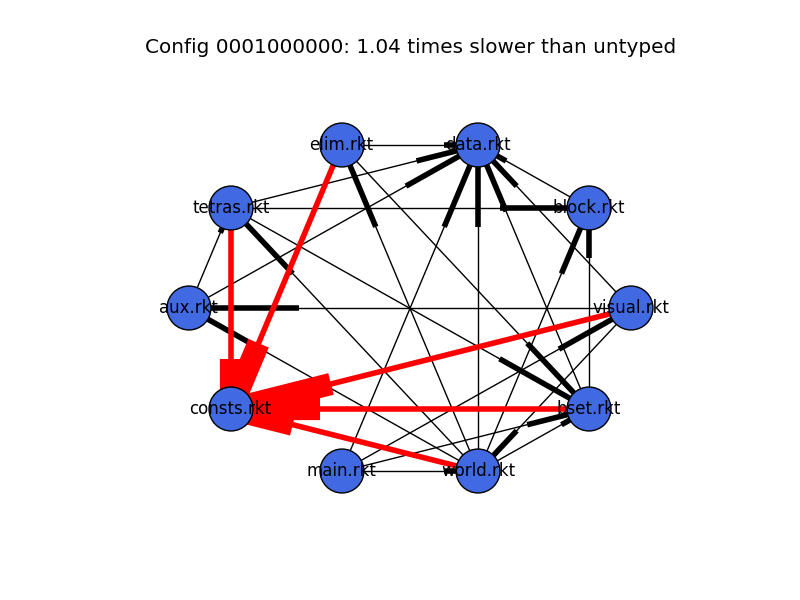 Config 0001000000: 1.04 times slower than untyped
elim.rkt
data.rkt
tetras.rkt
block.rkt
aux.rkt
visual.rkt
consts.rkt
bset.rkt
main.rkt
world.rkt